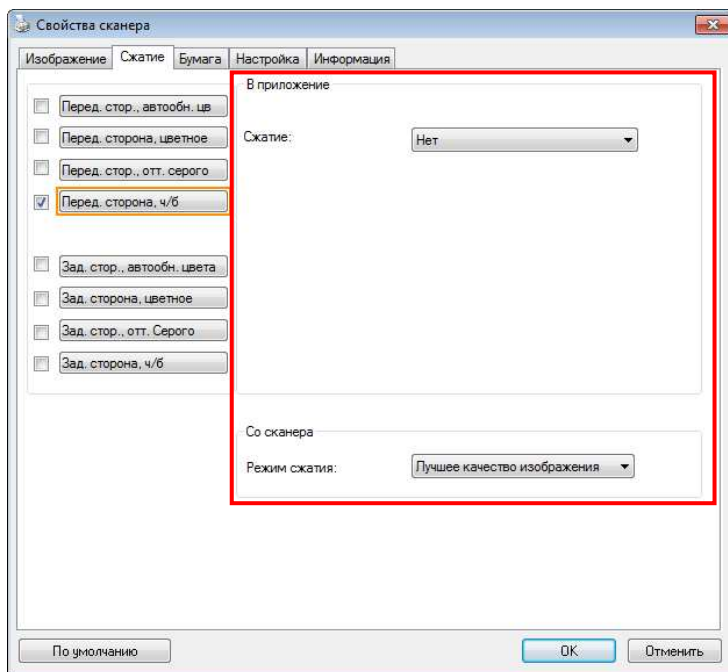 Свойства сканера
Изображение Сжатие Бумага Настройка Информация
Перед. стор., автообн. цв
Перед. сторона, цветное
Перед. стор., отт. серого
Перед. сторона, ч/б
Зад. стор., автообн. цвета
Зад. сторона, цветное
Зад. стор., отт. Серого
Зад. сторона, ч/б
В приложение
Сжатие: Нет
Со сканера
Режим сжатия: Лучшее качество изображения
По умолчанию OK Отменить